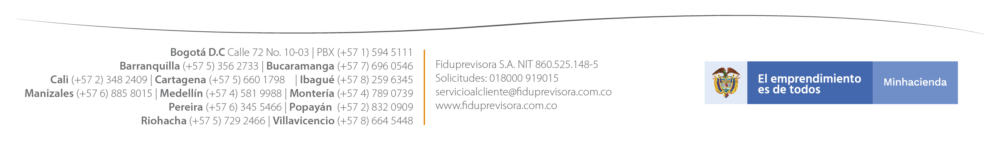 Bogotá D.C Calle 72 No. 10-03 | PBX (+57 1) 594 5111
Barranquilla (+57 5) 356 2733 | Bucaramanga (+57 7) 696 0546
Cali (+57 2) 348 2409 | Cartagena (+57 5) 660 1798 | Ibagué (+57 8) 259 6345
Manizales (+57 6) 885 8015 | Medellín (+57 4) 581 9988 | Montería (+57 4) 789 0739
Pereira (+57 6) 345 5466 | Popayán (+57 2) 832 0909
Riohacha (+57 5) 729 2466 | Villavicencio (+57 8) 664 5448
Fiduprevisora S.A. NIT 860.525.148-5
Solicitudes: 018000 919015
servicioalcliente@fiduprevisora.com.co
www.fiduprevisora.com.co
El emprendimiento
es de todos
Minhacienda